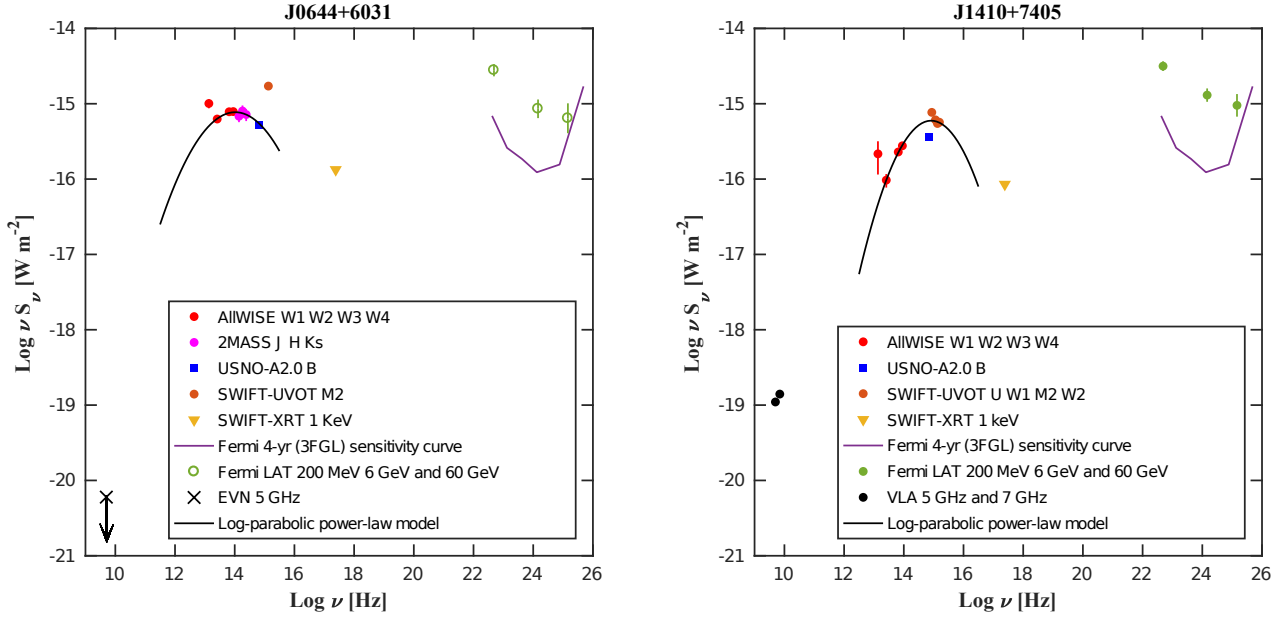 J0644+6031
-14
-15
-16
-17
-18
-19
-20
-21
Log ν S_ν [W m^-2]
AllWISE W1 W2 W3 W4
2MASS J H Ks
USNO-A2.0 B
SWIFT-UVOT M2
SWIFT-XRT 1 KeV
Fermi 4-yr (3FGL) sensitivity curve
Fermi LAT 200 MeV 6 GeV and 60 GeV
EVN 5 GHz
Log-parabolic power-law model
10 12 14 16 18 20 22 24 26
Log ν [Hz]
J1410+7405
-14
-15
-16
-17
-18
-19
-20
-21
Log ν S_ν [W m^-2]
AllWISE W1 W2 W3 W4
USNO-A2.0 B
SWIFT-UVOT U W1 M2 W2
SWIFT-XRT 1 keV
Fermi 4-yr (3FGL) sensitivity curve
Fermi LAT 200 MeV 6 GeV and 60 GeV
VLA 5 GHz and 7 GHz
Log-parabolic power-law model
10 12 14 16 18 20 22 24 26
Log ν [Hz]